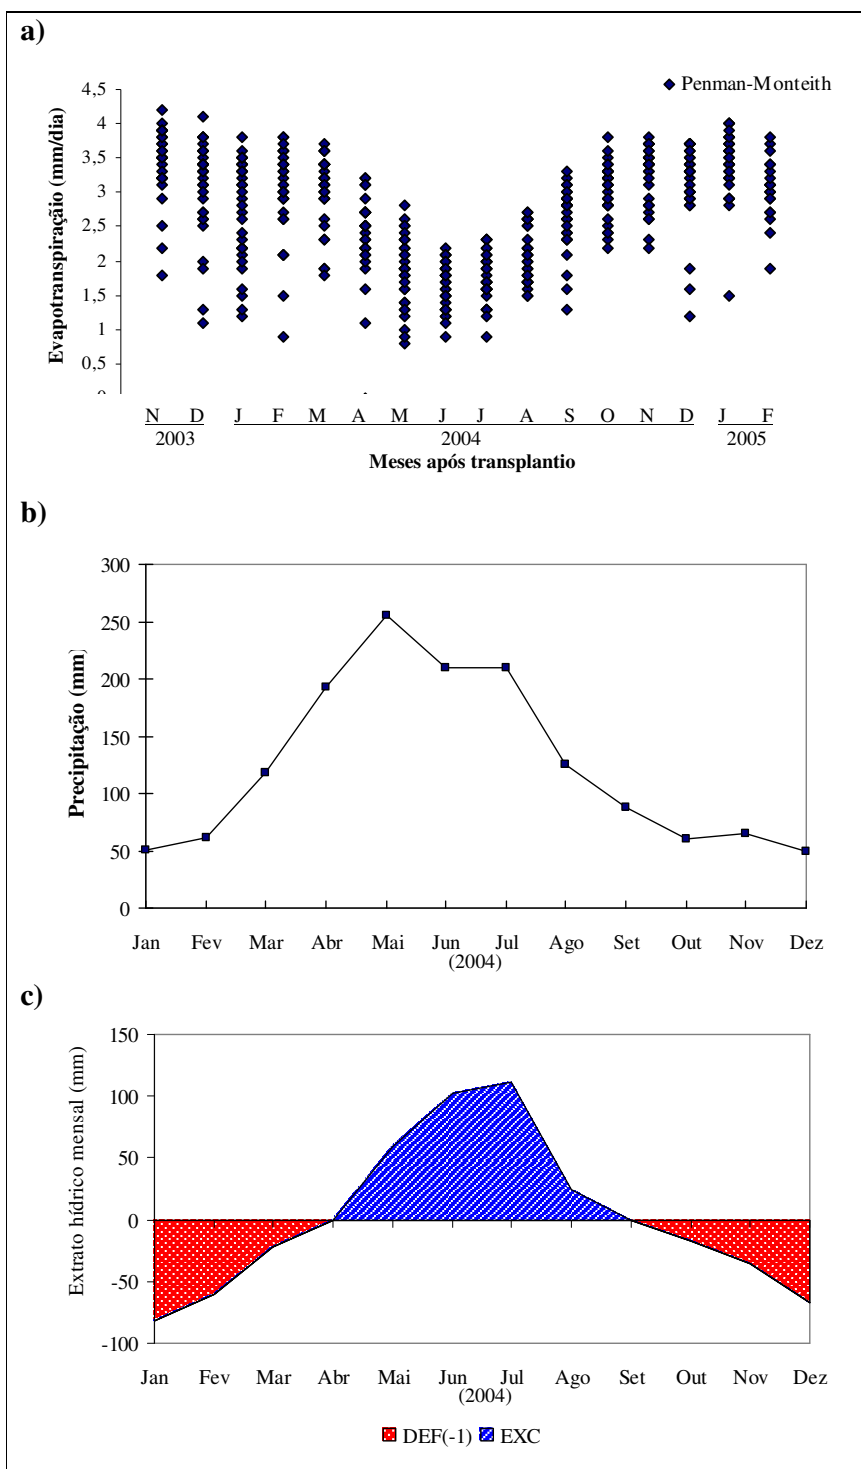 a)
Penman-Monteith
Evapotranspiraçãio (mm/dia)
4,5
4
3,5
3
2,5
2
1,5
1
0,5
N D J F M A M J J A S O N D J F
2003 2004 2005
Meses após transplantio
b)
Precipitação (mm)
300
250
200
150
100
50
0
Jan Fev Mar Abr Mai Jun Jul Ago Set Out Nov Dez
(2004)
c)
Extrato hídrico mensal (mm)
150
100
50
0
-50
-100
Jan Fev Mar Abr Mai Jun Jul Ago Set Out Nov Dez
(2004)
DEF(-1) EXC